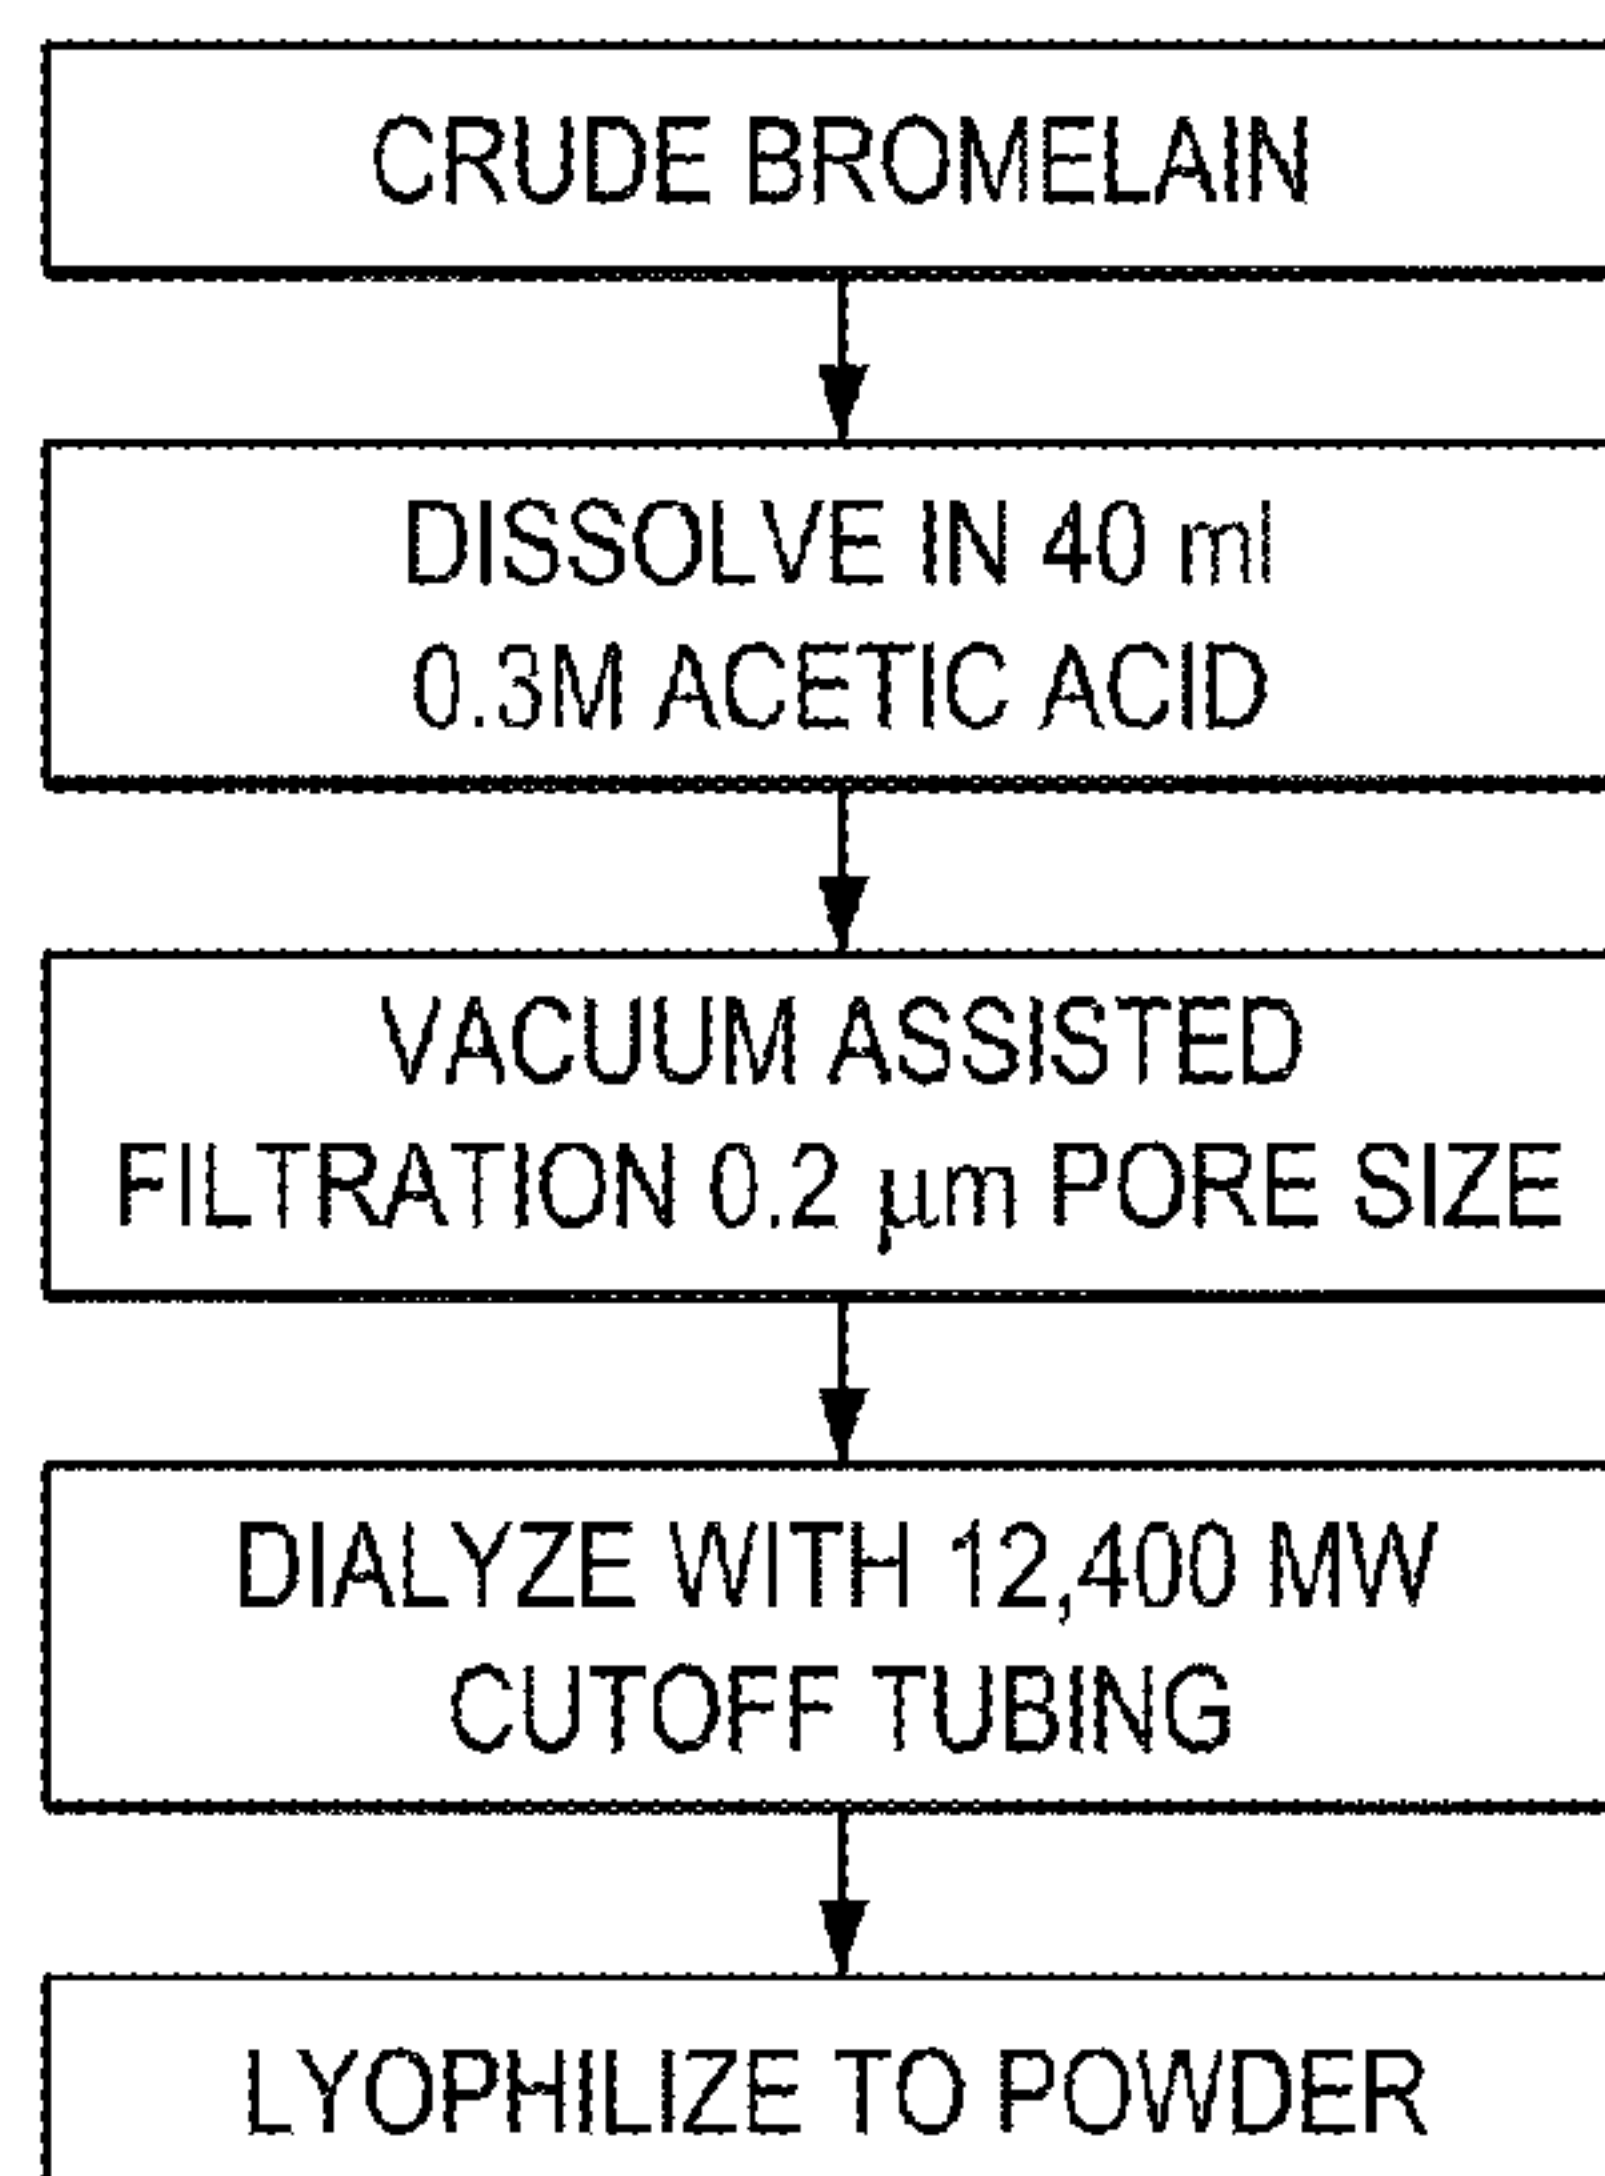 CRUDE BROMELAIN
DISSOLVE IN 40 ml
0.3M ACETIC ACID
VACUUM ASSISTED
FILTRATION 0.2 μm PORE SIZE
DIALYZE WITH 12,400 MW
CUTOFF TUBING
LYOPHILIZE TO POWDER